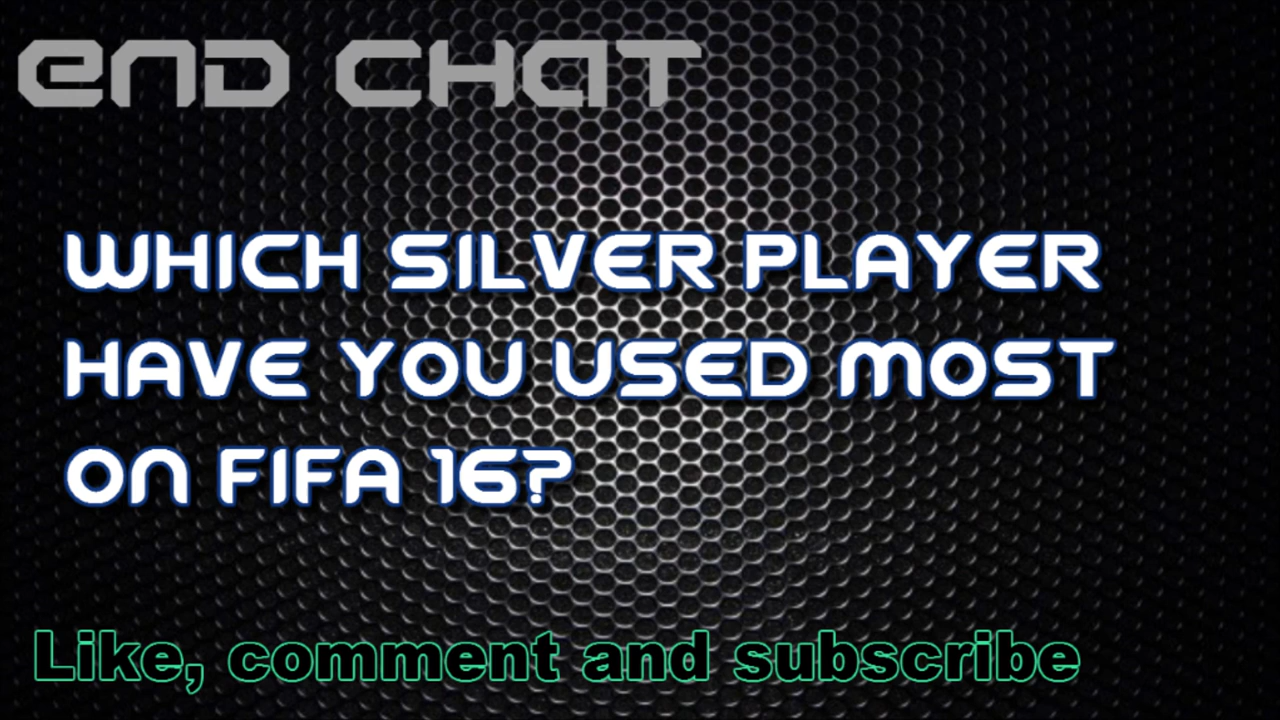 END CHAT
WHICH SILVER PLAYER
HAVE YOU USED MOST
ON FIFA 16?
Like, comment and subscribe